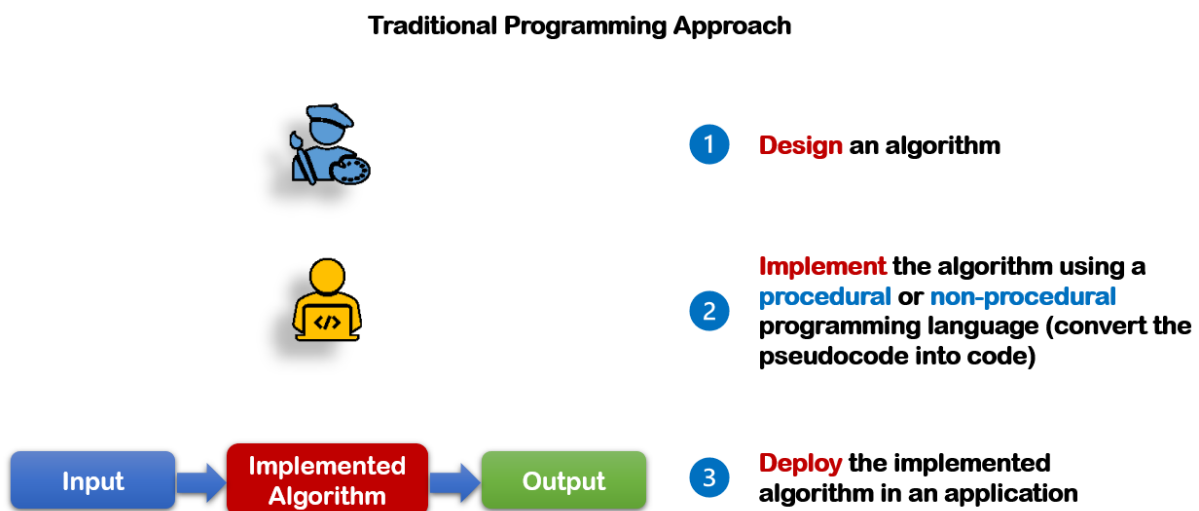 Traditional Programming Approach
1
Design an algorithm
</>
2
Implement the algorithm using a
procedural or non-procedural
programming language (convert the
pseudocode into code)
Input
Implemented
Algorithm
Output
3
Deploy the implemented
algorithm in an application